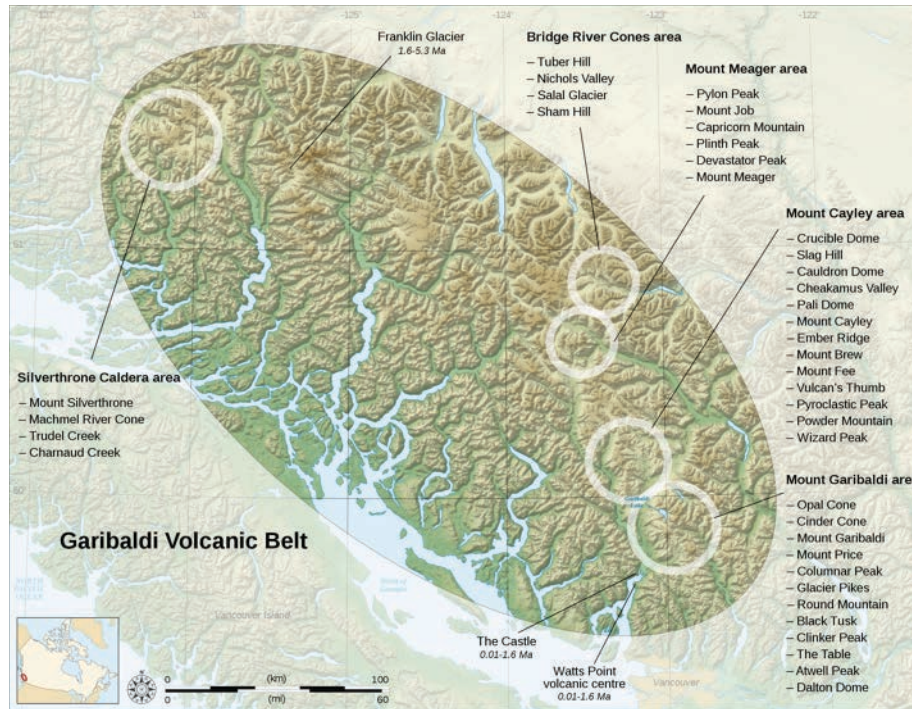 -127
-126
-125
-124
-123
-122
Franklin Glacier
1.6-5.3 Ma
Bridge River Cones area
– Tuber Hill
– Nichols Valley
– Salal Glacier
– Sham Hill
Mount Meager area
– Pylon Peak
– Mount Job
– Capricorn Mountain
– Plinth Peak
– Devastator Peak
– Mount Meager
Mount Cayley area
– Crucible Dome
– Slag Hill
– Cauldron Dome
– Cheakamus Valley
– Pali Dome
– Mount Cayley
– Ember Ridge
– Mount Brew
– Mount Fee
– Vulcan's Thumb
– Pyroclastic Peak
– Powder Mountain
– Wizard Peak
51
Silverthrone Caldera area
– Mount Silverthrone
– Machmel River Cone
– Trudel Creek
– Charnaud Creek
Mount Garibaldi area
– Opal Cone
– Cinder Cone
– Mount Garibaldi
– Mount Price
– Columnar Peak
– Glacier Pikes
– Round Mountain
– Black Tusk
– Clinker Peak
– The Table
– Atwell Peak
– Dalton Dome
50
Garibaldi Volcanic Belt
NORTH
PACIFIC
OCEAN
Vancouver Island
The Castle
0.01-1.6 Ma
Watts Point
volcanic centre
0.01-1.6 Ma
Vancouver
0 (km) 100
0 (mi) 60